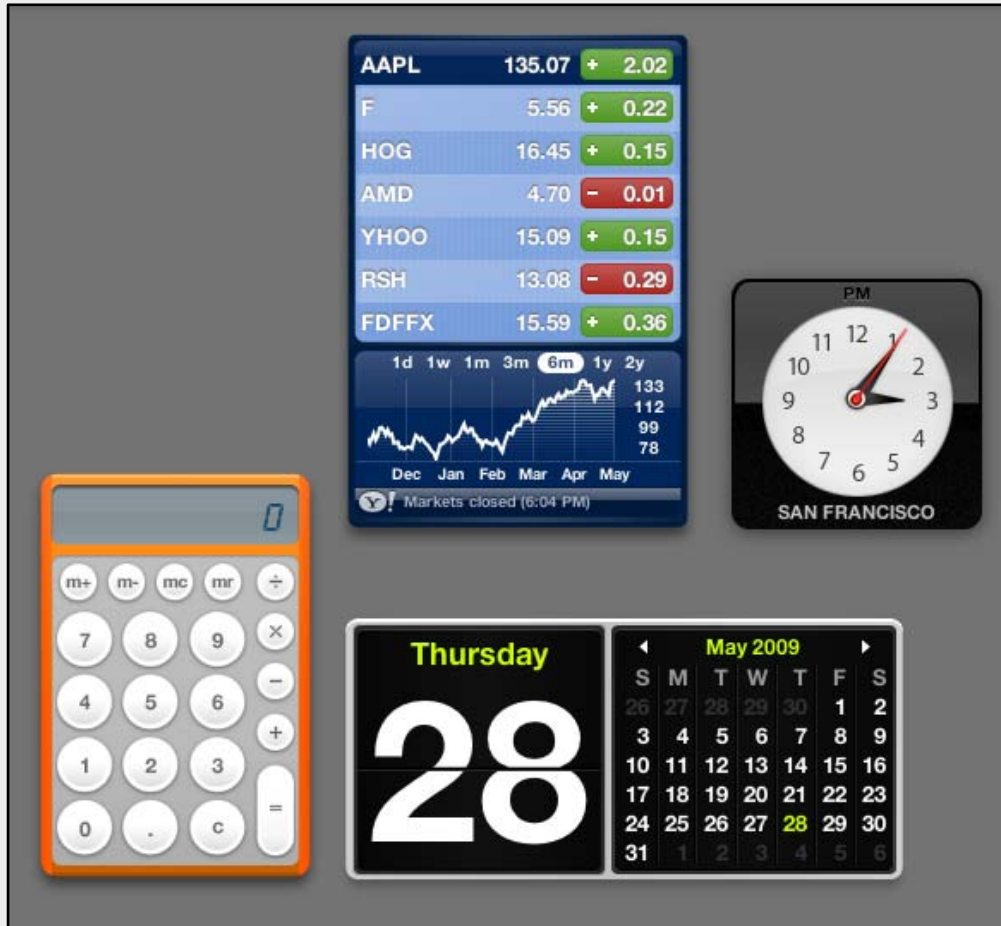 AAPL 135.07 + 2.02
F 5.56 + 0.22
HOG 16.45 + 0.15
AMD 4.70 - 0.01
YHOO 15.09 + 0.15
RSH 13.08 - 0.29
FDFFX 15.59 + 0.36
1d 1w 1m 3m 6m 1y 2y
133
112
99
78
Dec Jan Feb Mar Apr May
Y! Markets closed (6:04 PM)
PM
12
11 1
10 2
9 3
8 4
7 5
6
SAN FRANCISCO
0
m+ m- mc mr ÷
7 8 9 ×
4 5 6 −
+
1 2 3
0 . c =
Thursday
28
May 2009
S M T W T F S
26 27 28 29 30 1 2
3 4 5 6 7 8 9
10 11 12 13 14 15 16
17 18 19 20 21 22 23
24 25 26 27 28 29 30
31 1 2 3 4 5 6